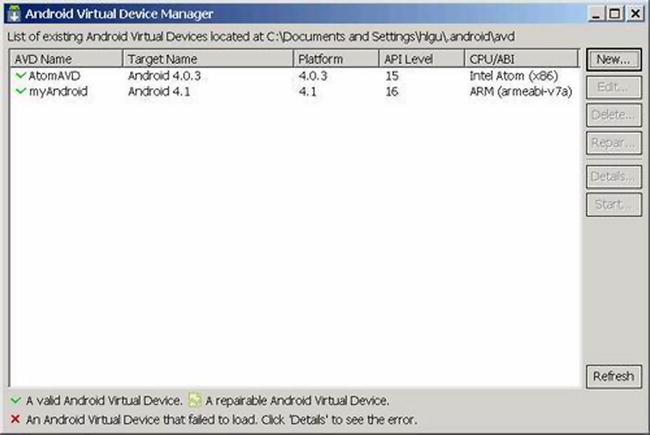 Android Virtual Device Manager
List of existing Android Virtual Devices located at C:\Documents and Settings\hlgu\.android\avd
AVD Name Target Name Platform API Level CPU/ABI
AtomAVD Android 4.0.3 4.0.3 15 Intel Atom (x86)
myAndroid Android 4.1 4.1 16 ARM (armeabi-v7a)
New...
Edit...
Delete...
Repair...
Details...
Start...
Refresh
A valid Android Virtual Device. A repairable Android Virtual Device.
An Android Virtual Device that failed to load. Click 'Details' to see the error.